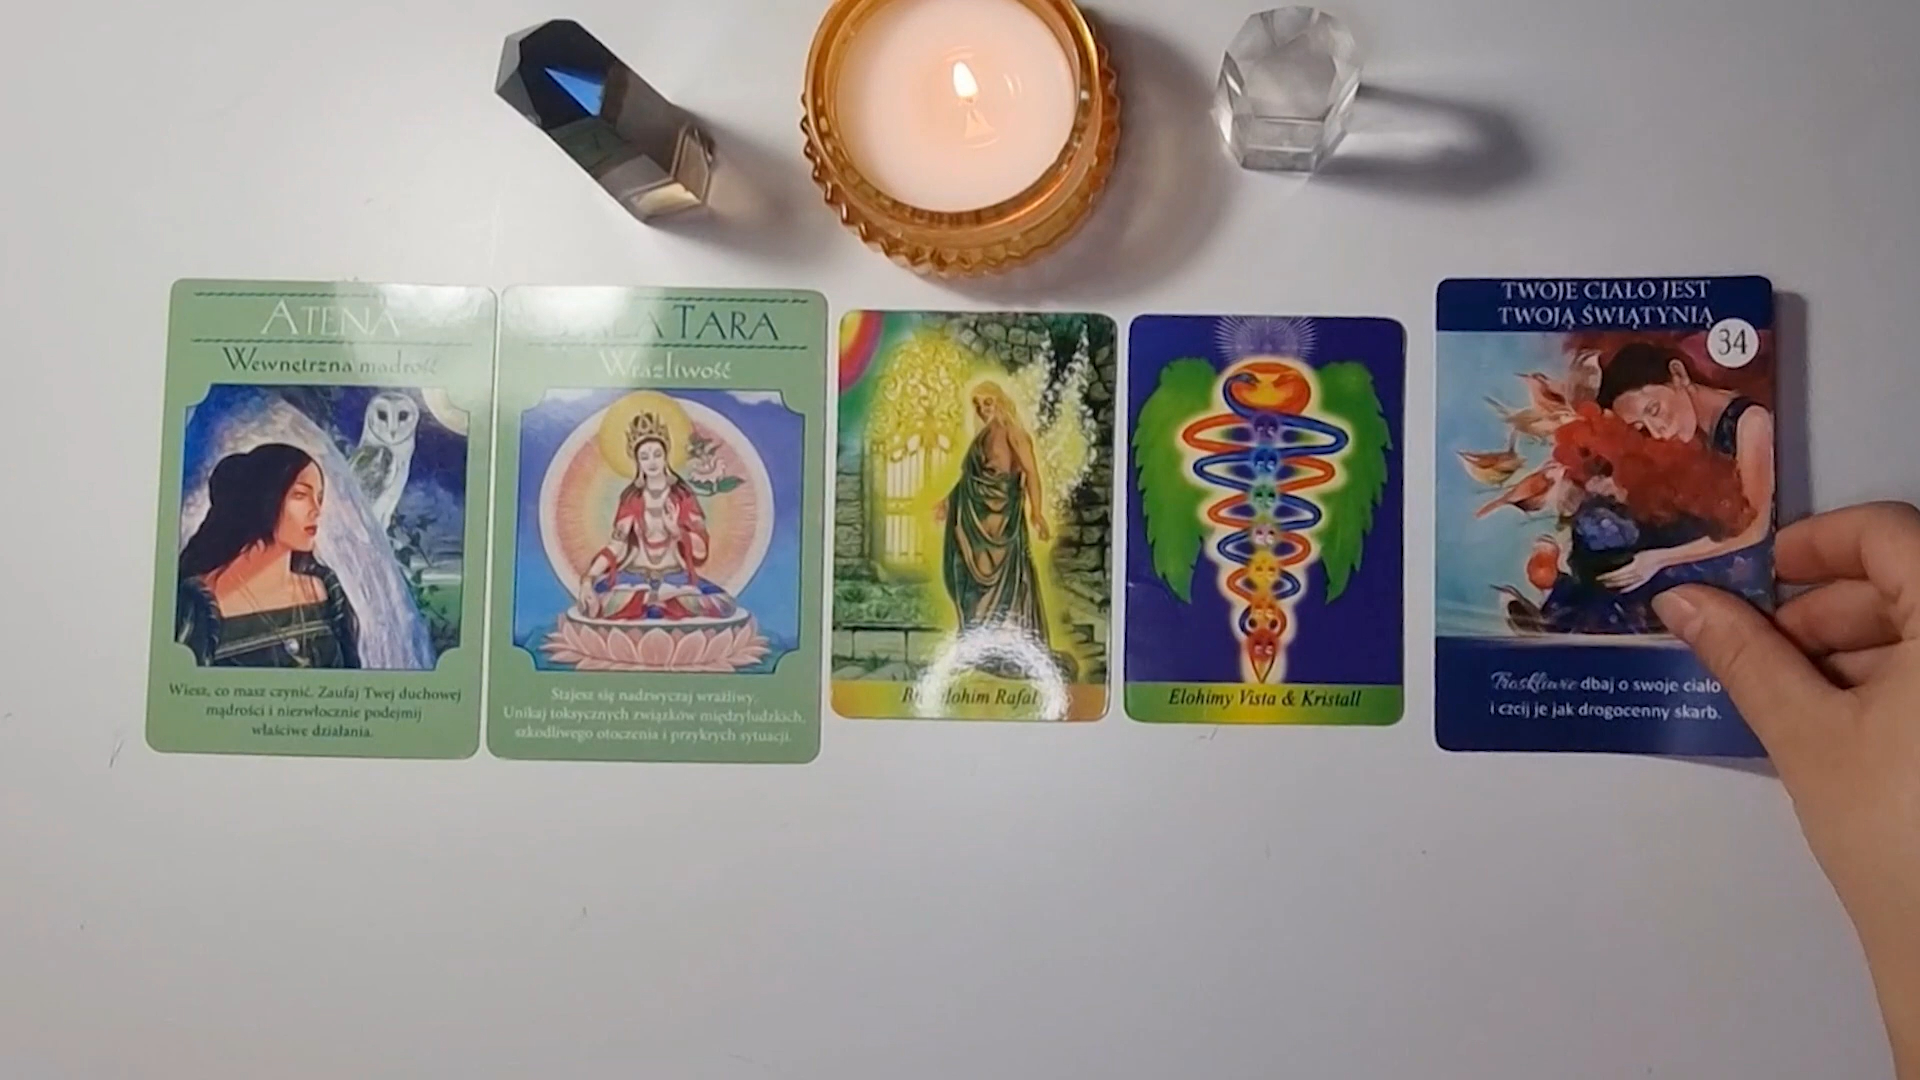 ATENA
Wewnętrzna mądrość
Wiesz, co masz czynić. Zaufaj Twej duchowej
mądrości i niezwłocznie podejmij
właściwe działania.
TARA
Wrażliwość
Stajesz się nadzwyczaj wrażliwy.
Unikaj toksycznych związków międzyludzkich,
szkodliwego otoczenia i przykrych sytuacji.
Rafał
Elohimy Vista & Kristall
TWOJE CIAŁO JEST
TWOJĄ ŚWIĄTYNIĄ
34
Troskliwie dbaj o swoje ciało
i czcij je jak drogocenny skarb.